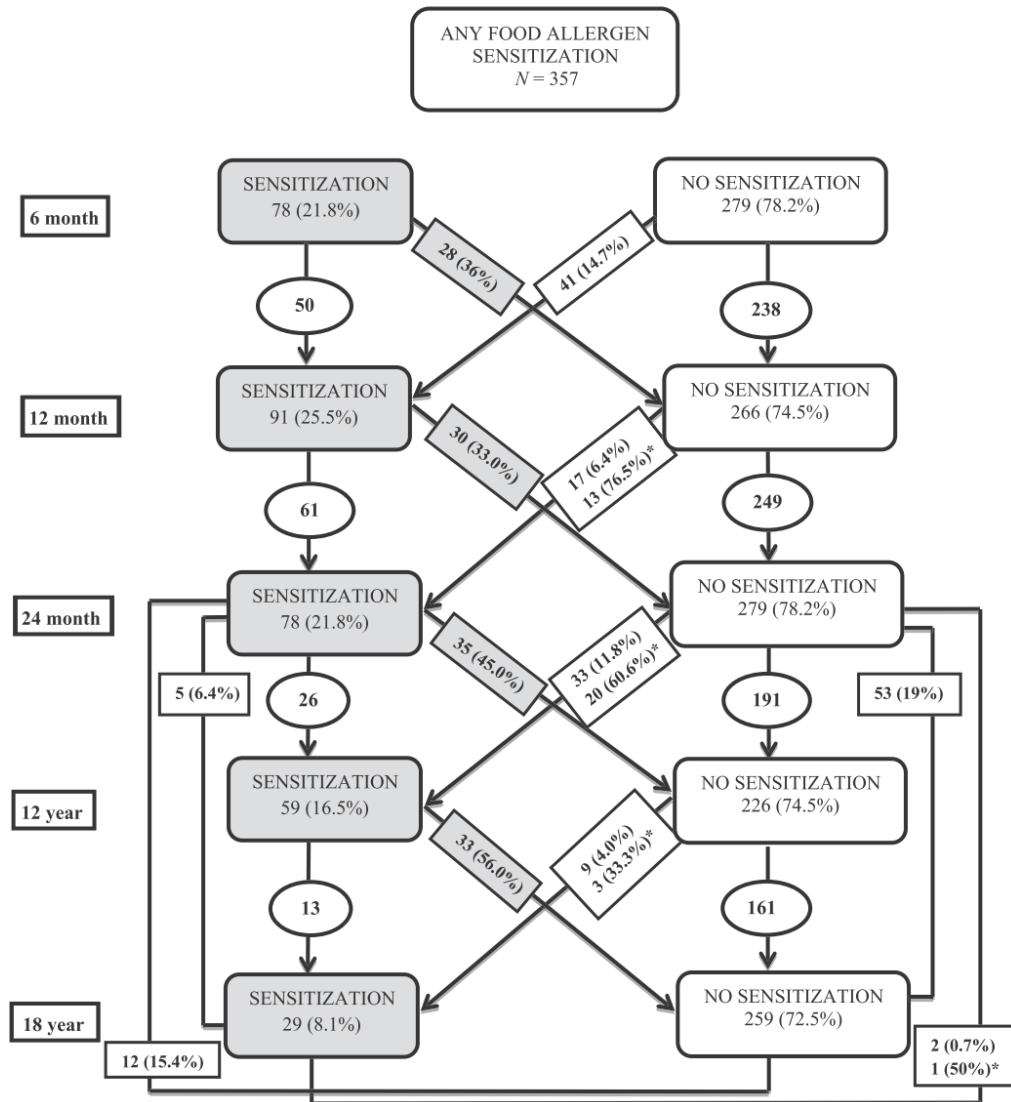 ANY FOOD ALLERGEN
SENSITIZATION
N = 357
6 month
SENSITIZATION
78 (21.8%)
NO SENSITIZATION
279 (78.2%)
28 (36%)
41 (14.7%)
50
238
12 month
SENSITIZATION
91 (25.5%)
NO SENSITIZATION
266 (74.5%)
30 (33.0%)
17 (6.4%)
13 (76.5%)*
61
249
24 month
SENSITIZATION
78 (21.8%)
NO SENSITIZATION
279 (78.2%)
5 (6.4%)
35 (45.0%)
33 (11.8%)
20 (60.6%)*
53 (19%)
26
191
12 year
SENSITIZATION
59 (16.5%)
NO SENSITIZATION
226 (74.5%)
33 (56.0%)
9 (4.0%)
3 (33.3%)*
13
161
18 year
SENSITIZATION
29 (8.1%)
NO SENSITIZATION
259 (72.5%)
12 (15.4%)
2 (0.7%)
1 (50%)*